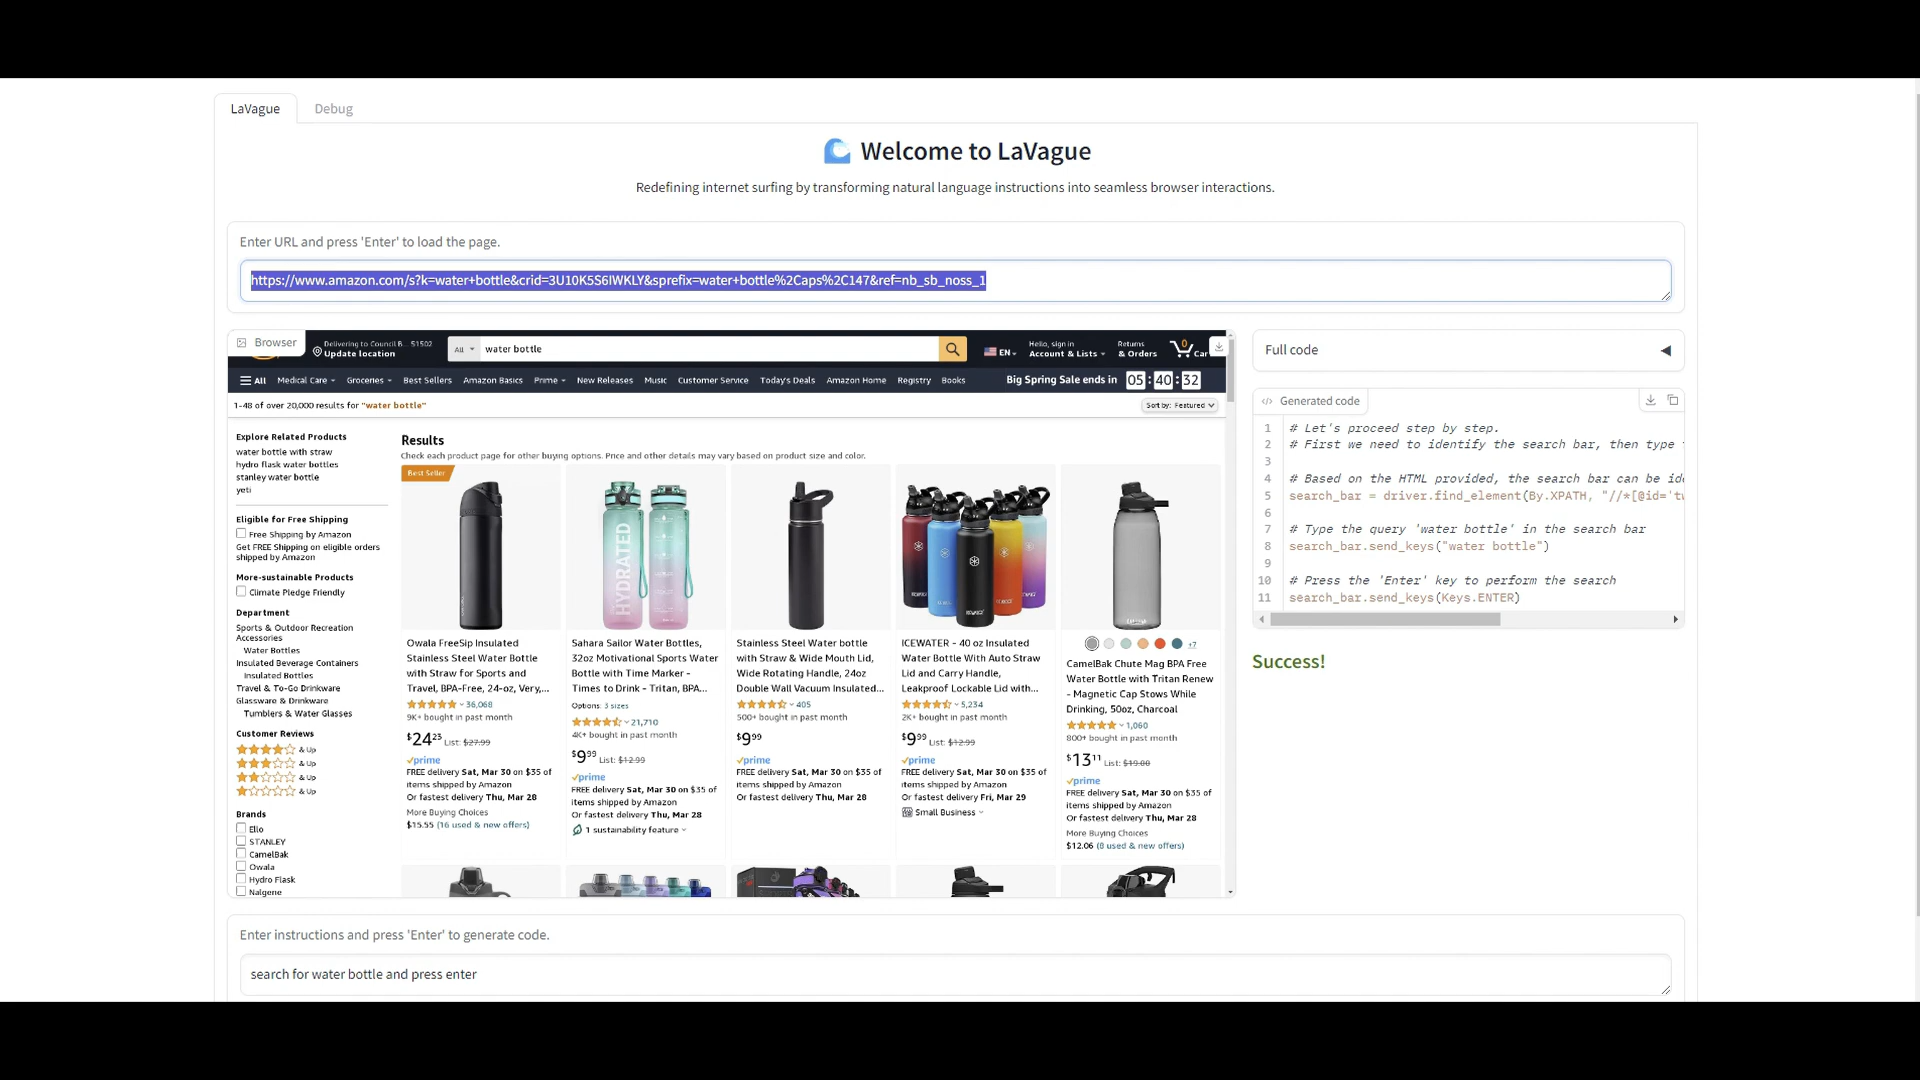 LaVague
Debug
Welcome to LaVague
Redefining internet surfing by transforming natural language instructions into seamless browser interactions.
Enter URL and press 'Enter' to load the page.
https://www.amazon.com/s?k=water+bottle&crid=3U10K5S6IWKLY&sprefix=water+bottle%2Caps%2C147&ref=nb_sb_noss_1
Browser
Delivering to Council B... 51502
Update location
All
water bottle
EN
Hello, sign in
Account & Lists
Returns
& Orders
0
Car
All Medical Care Groceries Best Sellers Amazon Basics Prime New Releases Music Customer Service Today's Deals Amazon Home Registry Books
Big Spring Sale ends in 05 : 40 : 32
1-48 of over 20,000 results for "water bottle"
Sort by: Featured
Explore Related Products
water bottle with straw
hydro flask water bottles
stanley water bottle
yeti
Eligible for Free Shipping
Free Shipping by Amazon
Get FREE Shipping on eligible orders
shipped by Amazon
More-sustainable Products
Climate Pledge Friendly
Department
Sports & Outdoor Recreation
Accessories
Water Bottles
Insulated Beverage Containers
Insulated Bottles
Travel & To-Go Drinkware
Glassware & Drinkware
Tumblers & Water Glasses
Customer Reviews
& Up
& Up
& Up
& Up
Brands
Ello
STANLEY
CamelBak
Owala
Hydro Flask
Nalgene
Results
Check each product page for other buying options. Price and other details may vary based on product size and color.
Best Seller
Owala FreeSip Insulated
Stainless Steel Water Bottle
with Straw for Sports and
Travel, BPA-Free, 24-oz, Very,...
36,068
9K+ bought in past month
$24.23 List: $27.99
prime
FREE delivery Sat, Mar 30 on $35 of
items shipped by Amazon
Or fastest delivery Thu, Mar 28
More Buying Choices
$15.55 (16 used & new offers)
HYDRATED
Sahara Sailor Water Bottles,
32oz Motivational Sports Water
Bottle with Time Marker -
Times to Drink - Tritan, BPA...
Options: 3 sizes
21,710
4K+ bought in past month
$9.99 List: $12.99
prime
FREE delivery Sat, Mar 30 on $35 of
items shipped by Amazon
Or fastest delivery Thu, Mar 28
1 sustainability feature
Stainless Steel Water bottle
with Straw & Wide Mouth Lid,
Wide Rotating Handle, 24oz
Double Wall Vacuum Insulated...
405
500+ bought in past month
$9.99
prime
FREE delivery Sat, Mar 30 on $35 of
items shipped by Amazon
Or fastest delivery Thu, Mar 28
ICEWATER - 40 oz Insulated
Water Bottle With Auto Straw
Lid and Carry Handle,
Leakproof Lockable Lid with...
5,234
2K+ bought in past month
$9.99 List: $12.99
prime
FREE delivery Sat, Mar 30 on $35 of
items shipped by Amazon
Or fastest delivery Fri, Mar 29
Small Business
+7
CamelBak Chute Mag BPA Free
Water Bottle with Tritan Renew
- Magnetic Cap Stows While
Drinking, 50oz, Charcoal
1,060
800+ bought in past month
$13.11 List: $19.00
prime
FREE delivery Sat, Mar 30 on $35 of
items shipped by Amazon
Or fastest delivery Thu, Mar 28
More Buying Choices
$12.06 (8 used & new offers)
Full code
Generated code
1 # Let's proceed step by step.
2 # First we need to identify the search bar, then type
3
4 # Based on the HTML provided, the search bar can be ide
5 search_bar = driver.find_element(By.XPATH, "//*[@id='tw
6
7 # Type the query 'water bottle' in the search bar
8 search_bar.send_keys("water bottle")
9
10 # Press the 'Enter' key to perform the search
11 search_bar.send_keys(Keys.ENTER)
Success!
Enter instructions and press 'Enter' to generate code.
search for water bottle and press enter